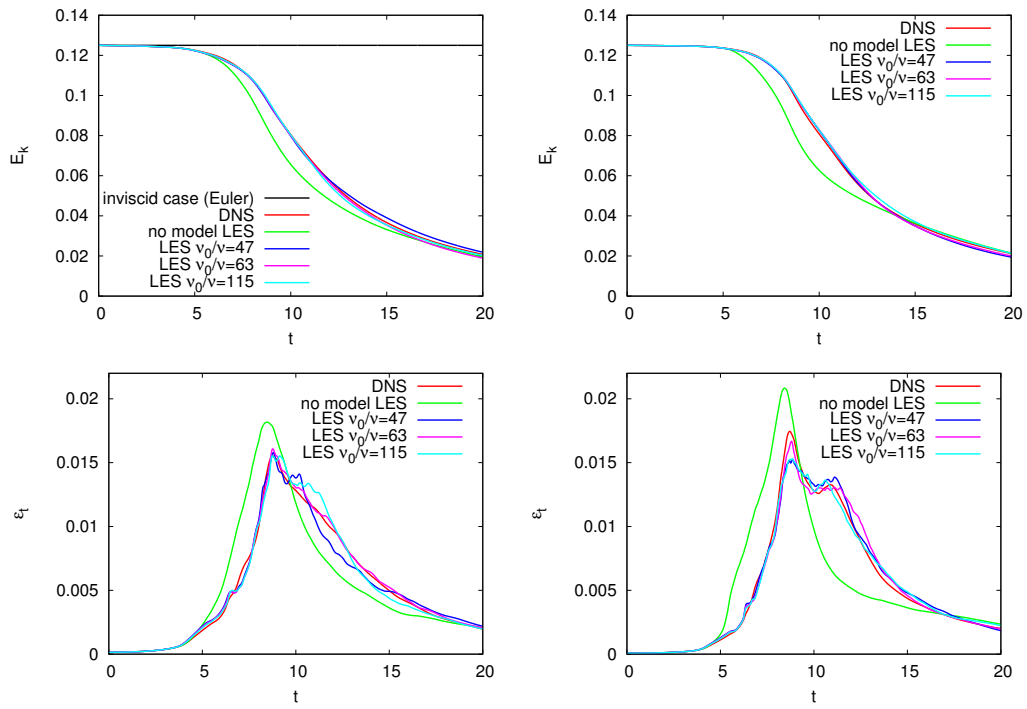 0.14
0.12
0.1
0.08
0.06
0.04
0.02
0
E_k
inviscid case (Euler)
DNS
no model LES
LES ν₀/ν=47
LES ν₀/ν=63
LES ν₀/ν=115
0 5 10 15 20
t
0.14
0.12
0.1
0.08
0.06
0.04
0.02
0
E_k
DNS
no model LES
LES ν₀/ν=47
LES ν₀/ν=63
LES ν₀/ν=115
0 5 10 15 20
t
0.02
0.015
0.01
0.005
0
ε_t
DNS
no model LES
LES ν₀/ν=47
LES ν₀/ν=63
LES ν₀/ν=115
0 5 10 15 20
t
0.02
0.015
0.01
0.005
0
ε_t
DNS
no model LES
LES ν₀/ν=47
LES ν₀/ν=63
LES ν₀/ν=115
0 5 10 15 20
t